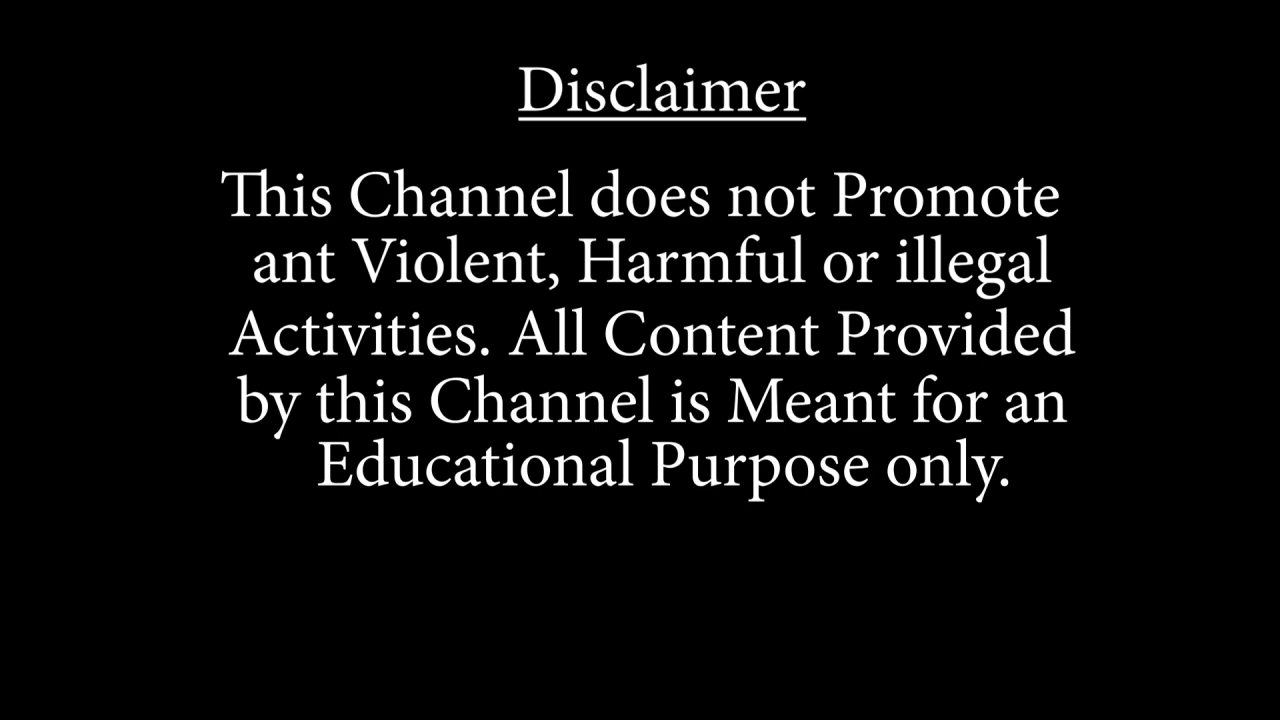 Disclaimer
This Channel does not Promote
ant Violent, Harmful or illegal
Activities. All Content Provided
by this Channel is Meant for an
Educational Purpose only.